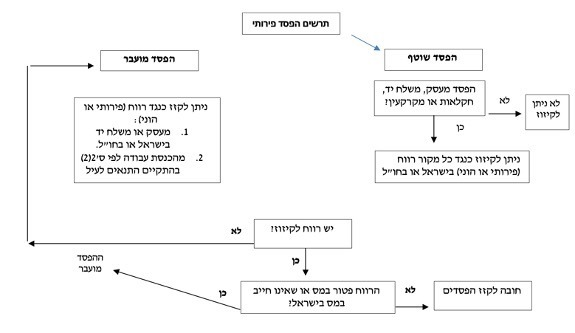 תרשים הפסד פירותי
הפסד שוטף
הפסד מועבר
הפסד מעסק, משלח יד,
חקלאות או מקרקעין?
לא
לא ניתן
לקיזוז
כן
ניתן לקיזוז כנגד כל מקור רווח
(פירותי או הוני) בישראל או בחו"ל
ניתן לקזז כנגד רווח (פירותי או
הוני):
1. מעסק או משלח יד
בישראל או בחו"ל.
2. מהכנסת עבודה לפי ס'2(2)
בהתקיים התנאים לעיל
יש רווח לקיזוז?
לא
כן
הרווח פטור במס או שאינו חייב
במס בישראל?
לא
חובה לקזז הפסדים
כן
ההפסד
מועבר